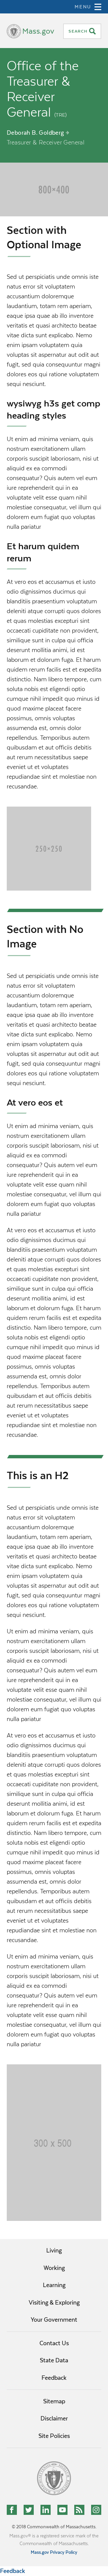 MENU
Mass.gov
SEARCH
Office of the
Treasurer &
Receiver
General (TRE)
Deborah B. Goldberg »
Treasurer & Receiver General
800×400
Section with
Optional Image
Sed ut perspiciatis unde omnis iste
natus error sit voluptatem
accusantium doloremque
laudantium, totam rem aperiam,
eaque ipsa quae ab illo inventore
veritatis et quasi architecto beatae
vitae dicta sunt explicabo. Nemo
enim ipsam voluptatem quia
voluptas sit aspernatur aut odit aut
fugit, sed quia consequuntur magni
dolores eos qui ratione voluptatem
sequi nesciunt.
wysiwyg h3s get comp
heading styles
Ut enim ad minima veniam, quis
nostrum exercitationem ullam
corporis suscipit laboriosam, nisi ut
aliquid ex ea commodi
consequatur? Quis autem vel eum
iure reprehenderit qui in ea
voluptate velit esse quam nihil
molestiae consequatur, vel illum qui
dolorem eum fugiat quo voluptas
nulla pariatur
Et harum quidem
rerum
At vero eos et accusamus et iusto
odio dignissimos ducimus qui
blanditiis praesentium voluptatum
deleniti atque corrupti quos dolores
et quas molestias excepturi sint
occaecati cupiditate non provident,
similique sunt in culpa qui officia
deserunt mollitia animi, id est
laborum et dolorum fuga. Et harum
quidem rerum facilis est et expedita
distinctio. Nam libero tempore, cum
soluta nobis est eligendi optio
cumque nihil impedit quo minus id
quod maxime placeat facere
possimus, omnis voluptas
assumenda est, omnis dolor
repellendus. Temporibus autem
quibusdam et aut officiis debitis
aut rerum necessitatibus saepe
eveniet ut et voluptates
repudiandae sint et molestiae non
recusandae.
250×250
Section with No
Image
Sed ut perspiciatis unde omnis iste
natus error sit voluptatem
accusantium doloremque
laudantium, totam rem aperiam,
eaque ipsa quae ab illo inventore
veritatis et quasi architecto beatae
vitae dicta sunt explicabo. Nemo
enim ipsam voluptatem quia
voluptas sit aspernatur aut odit aut
fugit, sed quia consequuntur magni
dolores eos qui ratione voluptatem
sequi nesciunt.
At vero eos et
Ut enim ad minima veniam, quis
nostrum exercitationem ullam
corporis suscipit laboriosam, nisi ut
aliquid ex ea commodi
consequatur? Quis autem vel eum
iure reprehenderit qui in ea
voluptate velit esse quam nihil
molestiae consequatur, vel illum qui
dolorem eum fugiat quo voluptas
nulla pariatur
At vero eos et accusamus et iusto
odio dignissimos ducimus qui
blanditiis praesentium voluptatum
deleniti atque corrupti quos dolores
et quas molestias excepturi sint
occaecati cupiditate non provident,
similique sunt in culpa qui officia
deserunt mollitia animi, id est
laborum et dolorum fuga. Et harum
quidem rerum facilis est et expedita
distinctio. Nam libero tempore, cum
soluta nobis est eligendi optio
cumque nihil impedit quo minus id
quod maxime placeat facere
possimus, omnis voluptas
assumenda est, omnis dolor
repellendus. Temporibus autem
quibusdam et aut officiis debitis
aut rerum necessitatibus saepe
eveniet ut et voluptates
repudiandae sint et molestiae non
recusandae.
This is an H2
Sed ut perspiciatis unde omnis iste
natus error sit voluptatem
accusantium doloremque
laudantium, totam rem aperiam,
eaque ipsa quae ab illo inventore
veritatis et quasi architecto beatae
vitae dicta sunt explicabo. Nemo
enim ipsam voluptatem quia
voluptas sit aspernatur aut odit aut
fugit, sed quia consequuntur magni
dolores eos qui ratione voluptatem
sequi nesciunt.
Ut enim ad minima veniam, quis
nostrum exercitationem ullam
corporis suscipit laboriosam, nisi ut
aliquid ex ea commodi
consequatur? Quis autem vel eum
iure reprehenderit qui in ea
voluptate velit esse quam nihil
molestiae consequatur, vel illum qui
dolorem eum fugiat quo voluptas
nulla pariatur
At vero eos et accusamus et iusto
odio dignissimos ducimus qui
blanditiis praesentium voluptatum
deleniti atque corrupti quos dolores
et quas molestias excepturi sint
occaecati cupiditate non provident,
similique sunt in culpa qui officia
deserunt mollitia animi, id est
laborum et dolorum fuga. Et harum
quidem rerum facilis est et expedita
distinctio. Nam libero tempore, cum
soluta nobis est eligendi optio
cumque nihil impedit quo minus id
quod maxime placeat facere
possimus, omnis voluptas
assumenda est, omnis dolor
repellendus. Temporibus autem
quibusdam et aut officiis debitis
aut rerum necessitatibus saepe
eveniet ut et voluptates
repudiandae sint et molestiae non
recusandae.
Ut enim ad minima veniam, quis
nostrum exercitationem ullam
corporis suscipit laboriosam, nisi ut
aliquid ex ea commodi
consequatur? Quis autem vel eum
iure reprehenderit qui in ea
voluptate velit esse quam nihil
molestiae consequatur, vel illum qui
dolorem eum fugiat quo voluptas
nulla pariatur
300 x 500
Living
Working
Learning
Visiting & Exploring
Your Government
Contact Us
State Data
Feedback
Sitemap
Disclaimer
Site Policies
© 2018 Commonwealth of Massachusetts.
Mass.gov® is a registered service mark of the
Commonwealth of Massachusetts.
Mass.gov Privacy Policy
Feedback